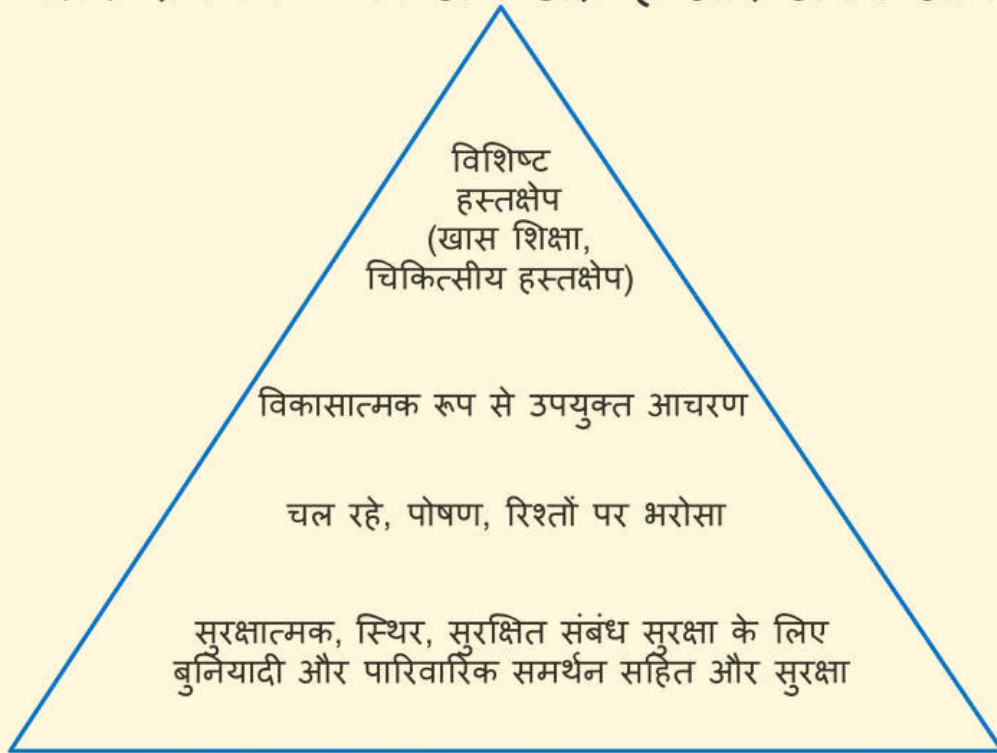 विशिष्ट
हस्तक्षेप
(खास शिक्षा,
चिकित्सीय हस्तक्षेप)
विकासात्मक रूप से उपयुक्त आचरण
चल रहे, पोषण, रिश्तों पर भरोसा
सुरक्षात्मक, स्थिर, सुरक्षित संबंध सुरक्षा के लिए
बुनियादी और पारिवारिक समर्थन सहित और सुरक्षा